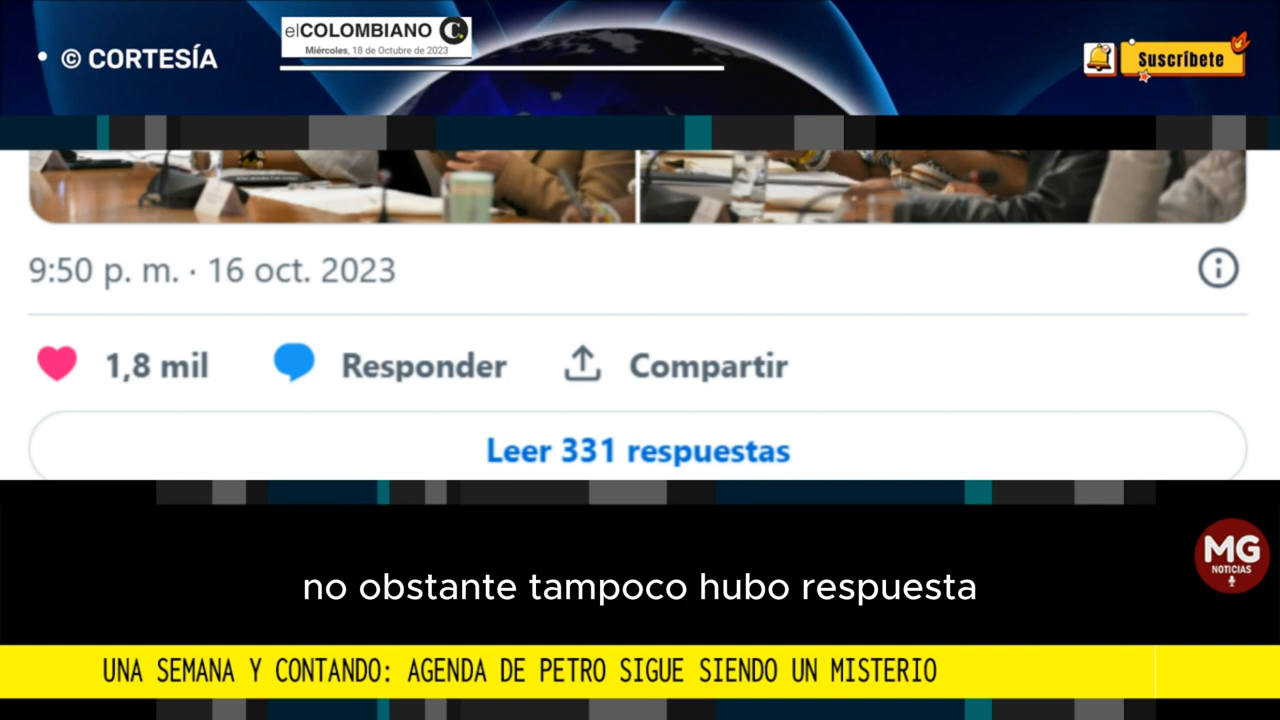 • © CORTESÍA
elCOLOMBIANO C
Miércoles, 18 de Octubre de 2023
Suscríbete
9:50 p. m. · 16 oct. 2023
1,8 mil
Responder
Compartir
Leer 331 respuestas
MG
NOTICIAS
no obstante tampoco hubo respuesta
UNA SEMANA Y CONTANDO: AGENDA DE PETRO SIGUE SIENDO UN MISTERIO